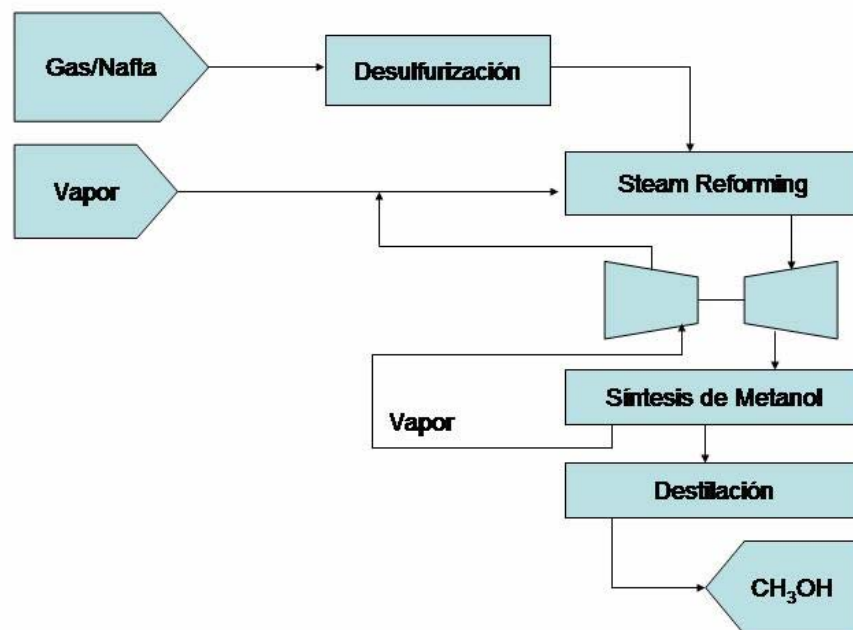 Gas/Nafta
Desulfurización
Vapor
Steam Reforming
Síntesis de Metanol
Vapor
Destilación
CH₃OH